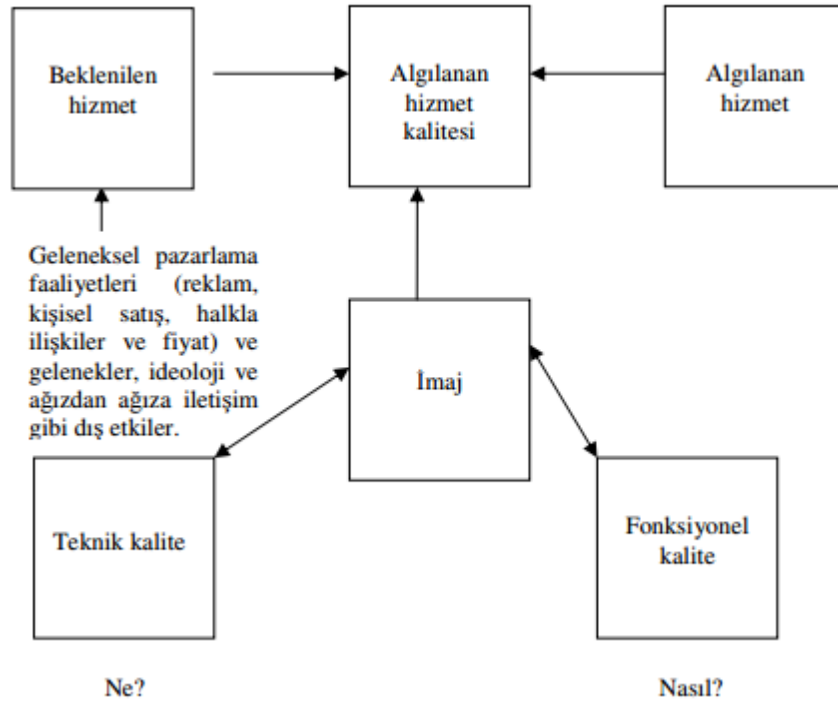 Beklenilen
hizmet
Algılanan
hizmet
kalitesi
Algılanan
hizmet
Geleneksel pazarlama
faaliyetleri (reklam,
kişisel satış, halkla
ilişkiler ve fiyat) ve
gelenekler, ideoloji ve
ağızdan ağıza iletişim
gibi dış etkiler.
İmaj
Teknik kalite
Fonksiyonel
kalite
Ne?
Nasıl?